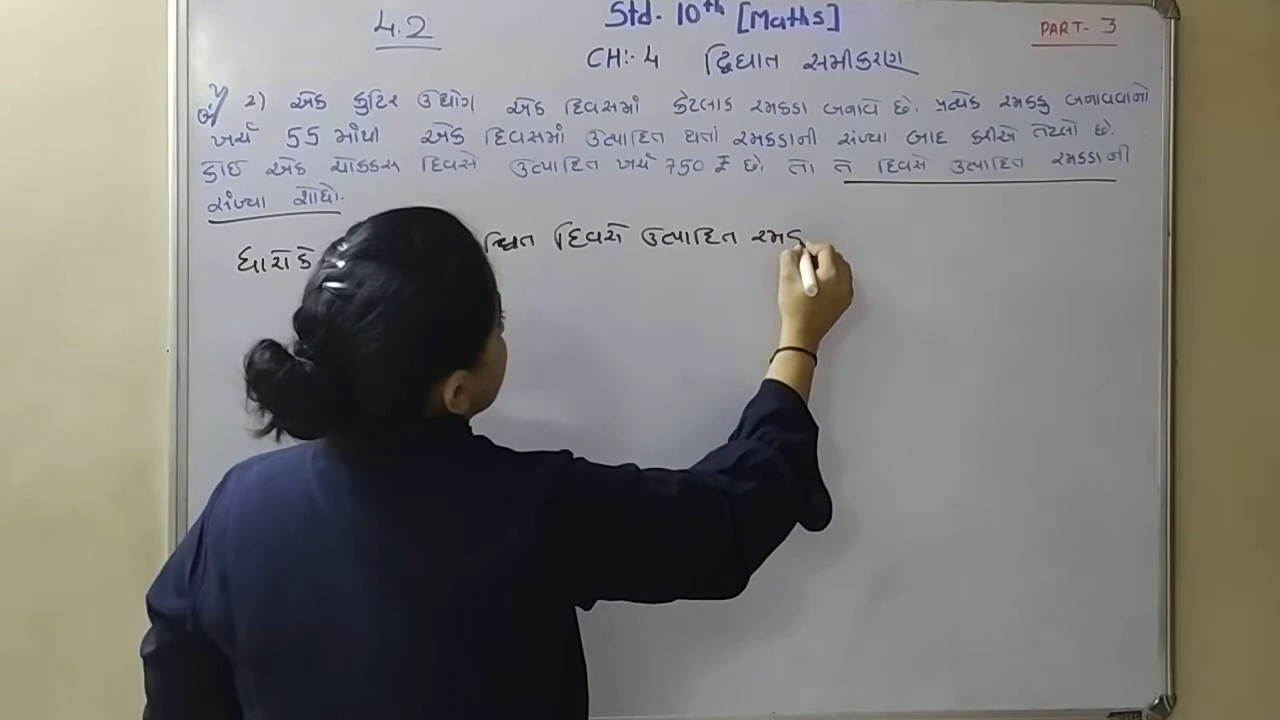 4.2
Std. 10th [Maths]
PART- 3
CH:- 4 દ્વિઘાત સમીકરણ
2) એક કુટિર ઉદ્યોગ એક દિવસમાં કેટલાક રમકડા બનાવે છે. પ્રત્યેક રમકડુ બનાવવાનો
ખર્ચ 55 માંથી એક દિવસમાં ઉત્પાદિત થતાં રમકડાની સંખ્યા બાદ કરીએ તેટલો છે.
કોઇ એક ચોક્કસ દિવસે ઉત્પાદિત ખર્ચ 750 ₹ છે. તો તે દિવસે ઉત્પાદિત રમકડાની
સંખ્યા શોધો.
ધારોકે દિવસે ઉત્પાદિત